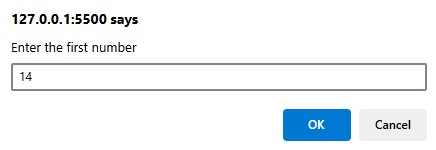 127.0.0.1:5500 says
Enter the first number
14
OK
Cancel